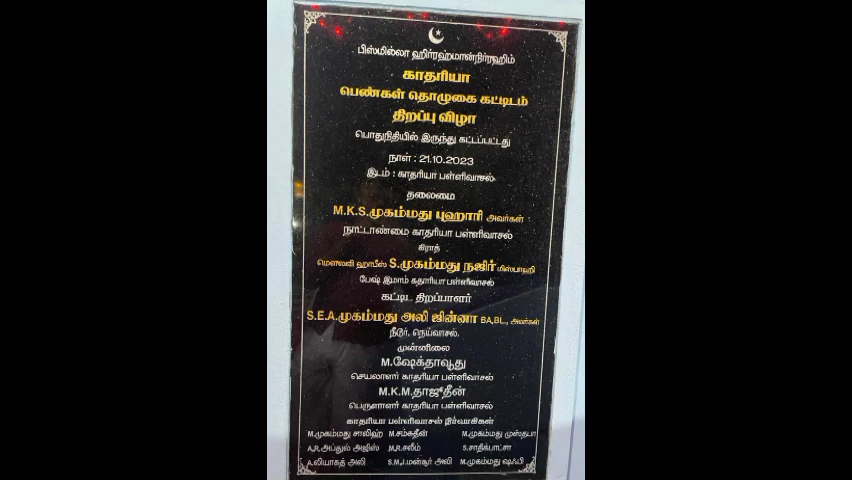 பிஸ்மில்லா ஹிர்ரஹ்மான்நிர்ரஹிம்
காதரியா
பெண்கள் தொழுகை கட்டிடம்
திறப்பு விழா
பொதுநிதியில் இருந்து கட்டப்பட்டது
நாள் : 21.10.2023
இடம் : காதரியா பள்ளிவாசல்
தலைமை
M.K.S.முகம்மது புஹாரி அவர்கள்
நாட்டாண்மை காதரியா பள்ளிவாசல்
கிராத்
மௌலவி ஹாபீஸ் S.முகம்மது நஜிர் மிஸ்பாஹி
பேஷ் இமாம் கதாரியா பள்ளிவாசல்
கட்டிட திறப்பாளர்
S.E.A.முகம்மது அலி ஜின்னா BA,BL., அவர்கள்
நீடூர், நெய்வாசல்.
முன்னிலை
M.ஷேக்தாவூது
செயலாளர் காதரியா பள்ளிவாசல்
M.K.M.தாஜூதீன்
பெருளாளர் காதரியா பள்ளிவாசல்
காதரியா பள்ளிவாசல் நிர்வாகிகள்
M.முகம்மது சாலிஹ் M.சம்சுதீன் M.முகம்மது முஸ்தபா
A.R.அப்துல் அஜிஸ் M.R.சலீம் S.சாதிக்பாட்சா
A.லியாகத் அலி S.M.J.மன்சூர் அலி M.முகம்மது ஷஃபி